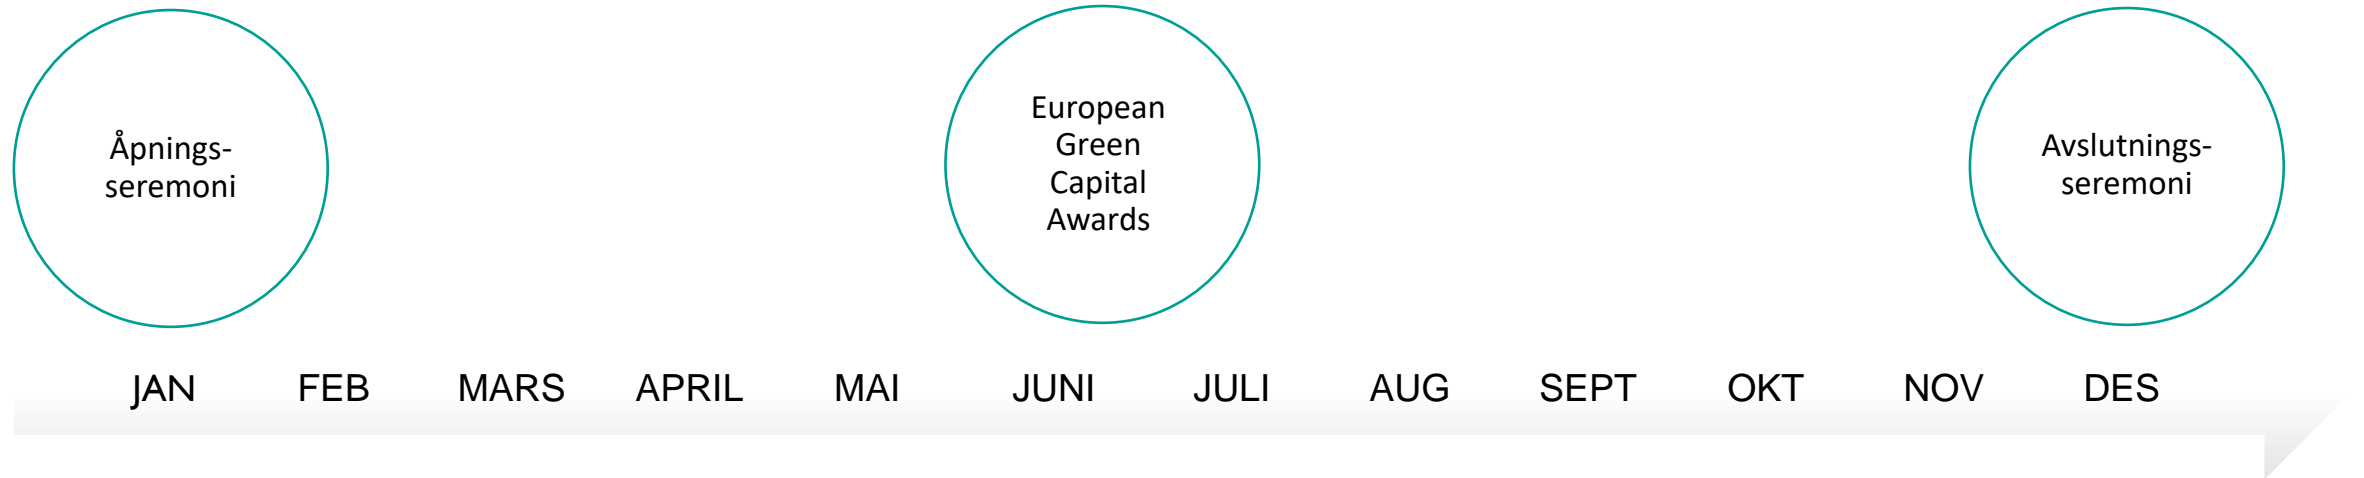 Åpnings-
seremoni
European
Green
Capital
Awards
Avslutnings-
seremoni
JAN FEB MARS APRIL MAI JUNI JULI AUG SEPT OKT NOV DES